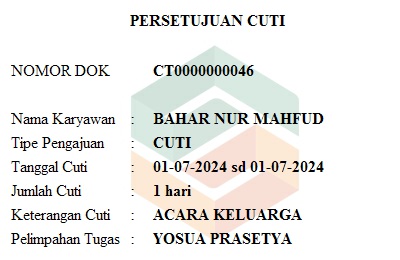 PERSETUJUAN CUTI
NOMOR DOK CT0000000046
Nama Karyawan : BAHAR NUR MAHFUD
Tipe Pengajuan : CUTI
Tanggal Cuti : 01-07-2024 sd 01-07-2024
Jumlah Cuti : 1 hari
Keterangan Cuti : ACARA KELUARGA
Pelimpahan Tugas : YOSUA PRASETYA